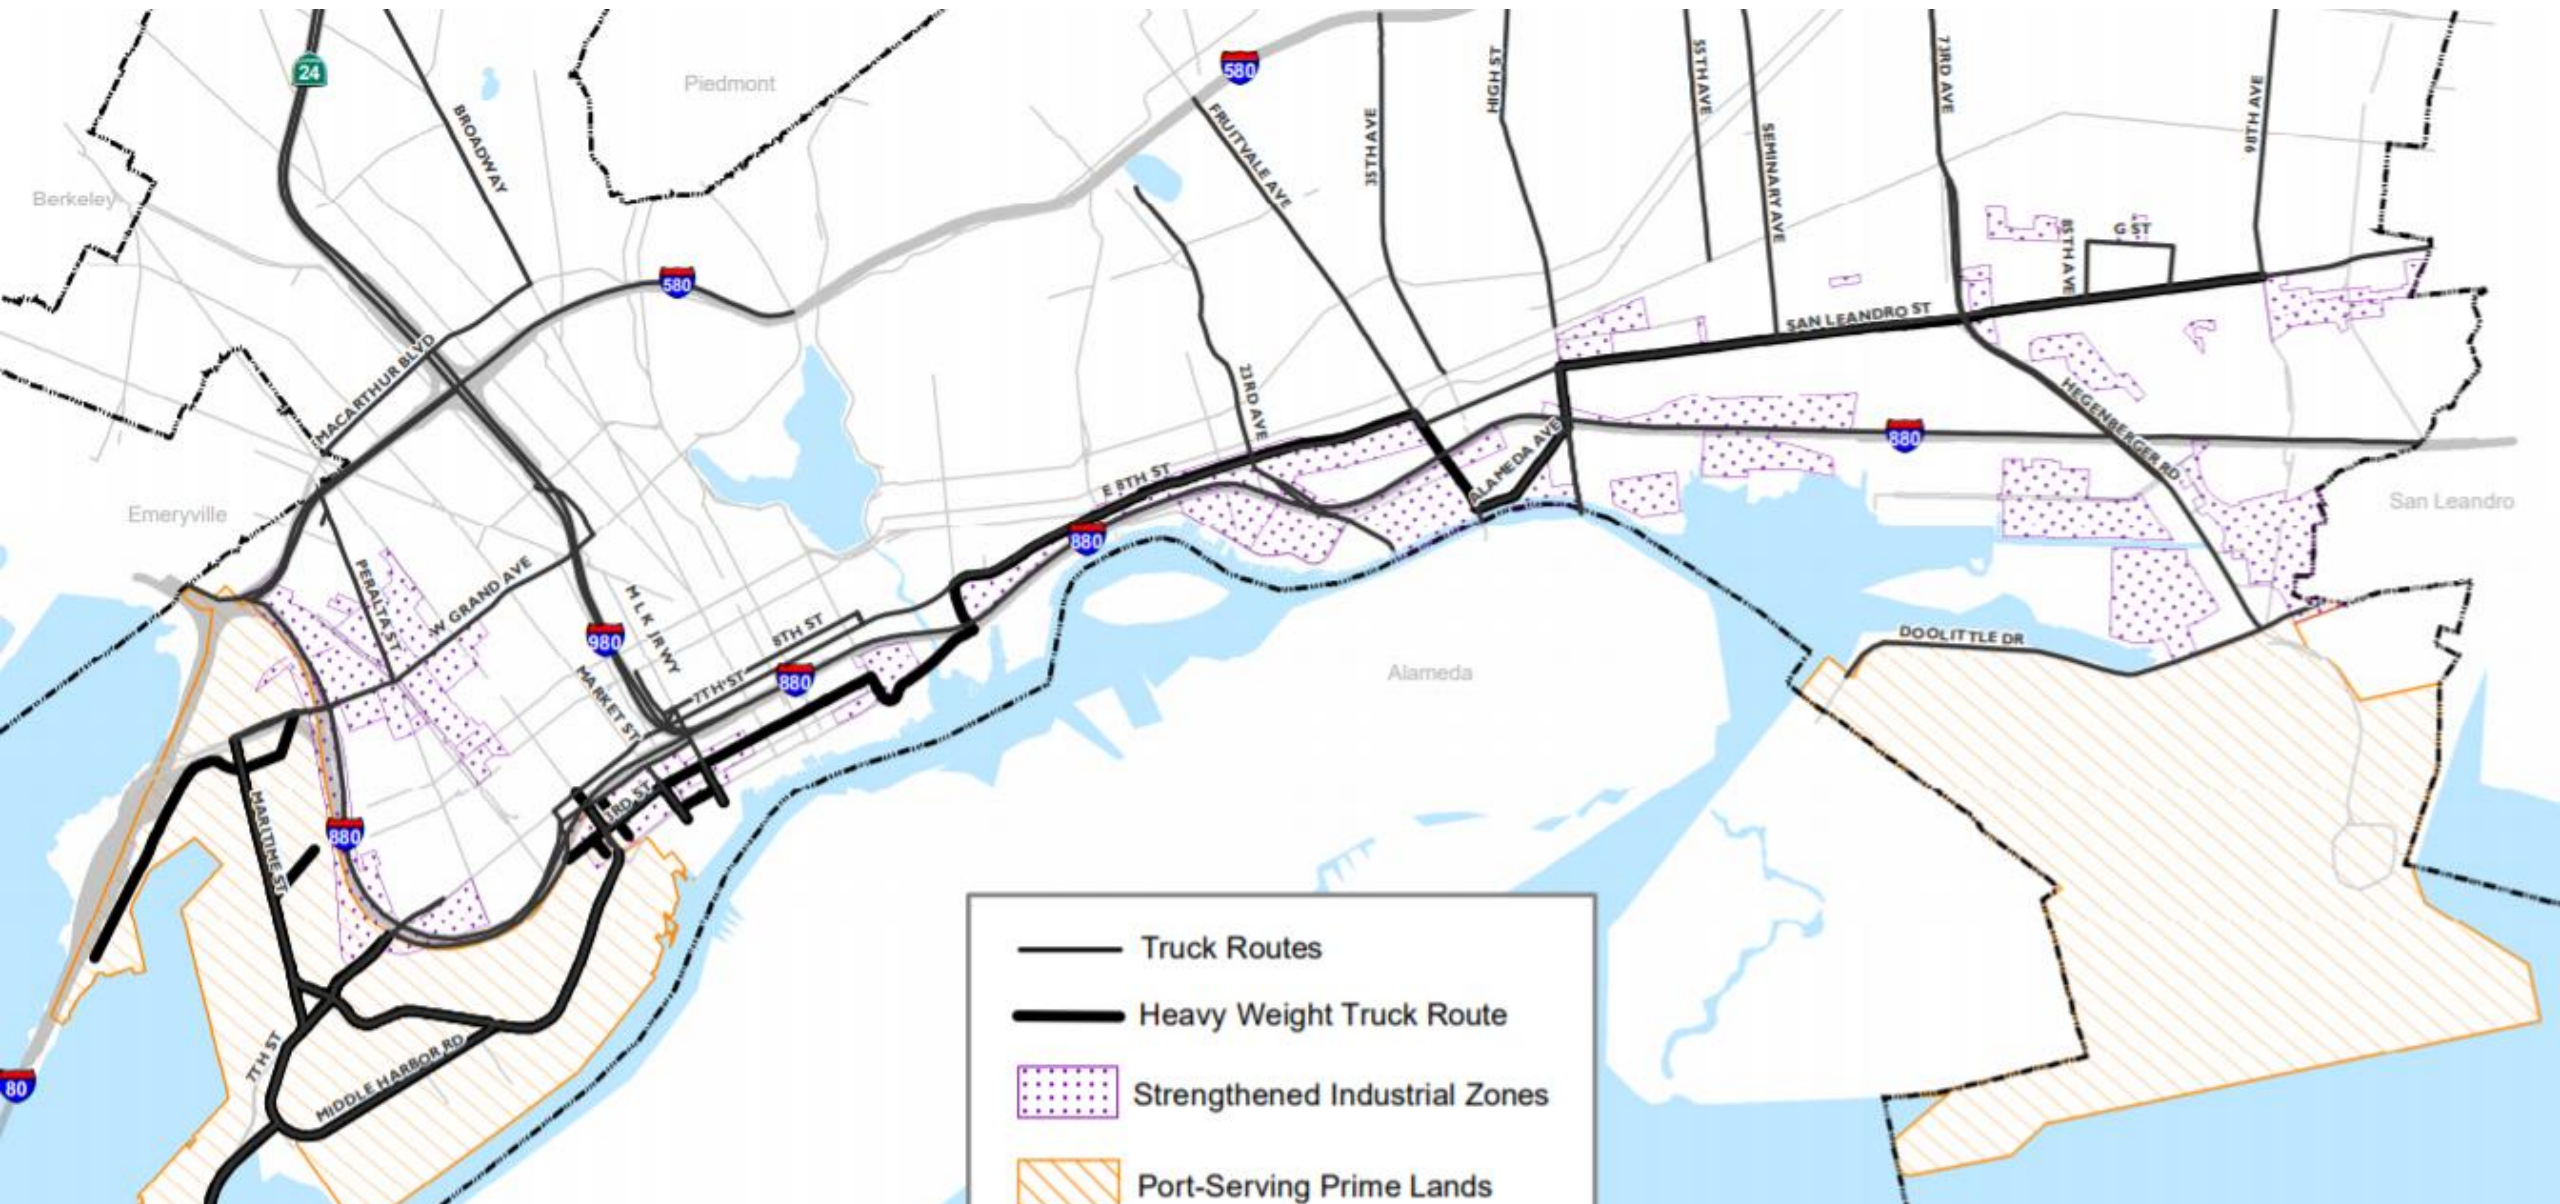 24
580
Piedmont
BROADWAY
FRUITVALE AVE
35TH AVE
HIGH ST
55TH AVE
SEMINARY AVE
73RD AVE
98TH AVE
Berkeley
580
85TH AVE
G ST
MACARTHUR BLVD
SAN LEANDRO ST
23RD AVE
HEGENBERGER RD
880
E 8TH ST
ALAMEDA AVE
Emeryville
San Leandro
880
PERALTA ST
W GRAND AVE
M L K JR WY
980
8TH ST
DOOLITTLE DR
MARKET ST
7TH ST
880
Alameda
3RD ST
MARITIME ST
880
7TH ST
MIDDLE HARBOR RD
80
Truck Routes
Heavy Weight Truck Route
Strengthened Industrial Zones
Port-Serving Prime Lands